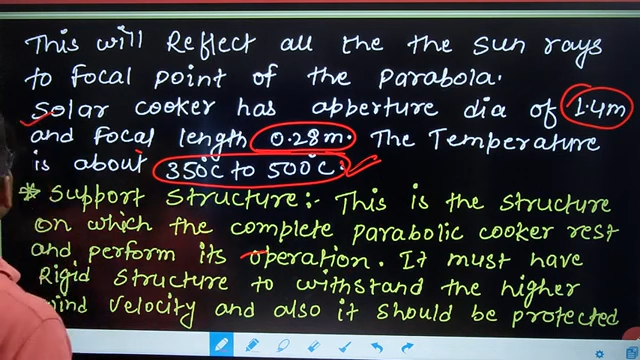 This will Reflect all the the Sun rays
to focal point of the Parabola.
Solar cooker has apperture dia of 1.4m
and focal length 0.28m. The Temperature
is about 350°C to 500°C.
* Support Structure:- This is the structure
on which the complete parabolic cooker rest
and perform its operation. It must have
Rigid Structure to withstand the higher
wind velocity and also it should be protected